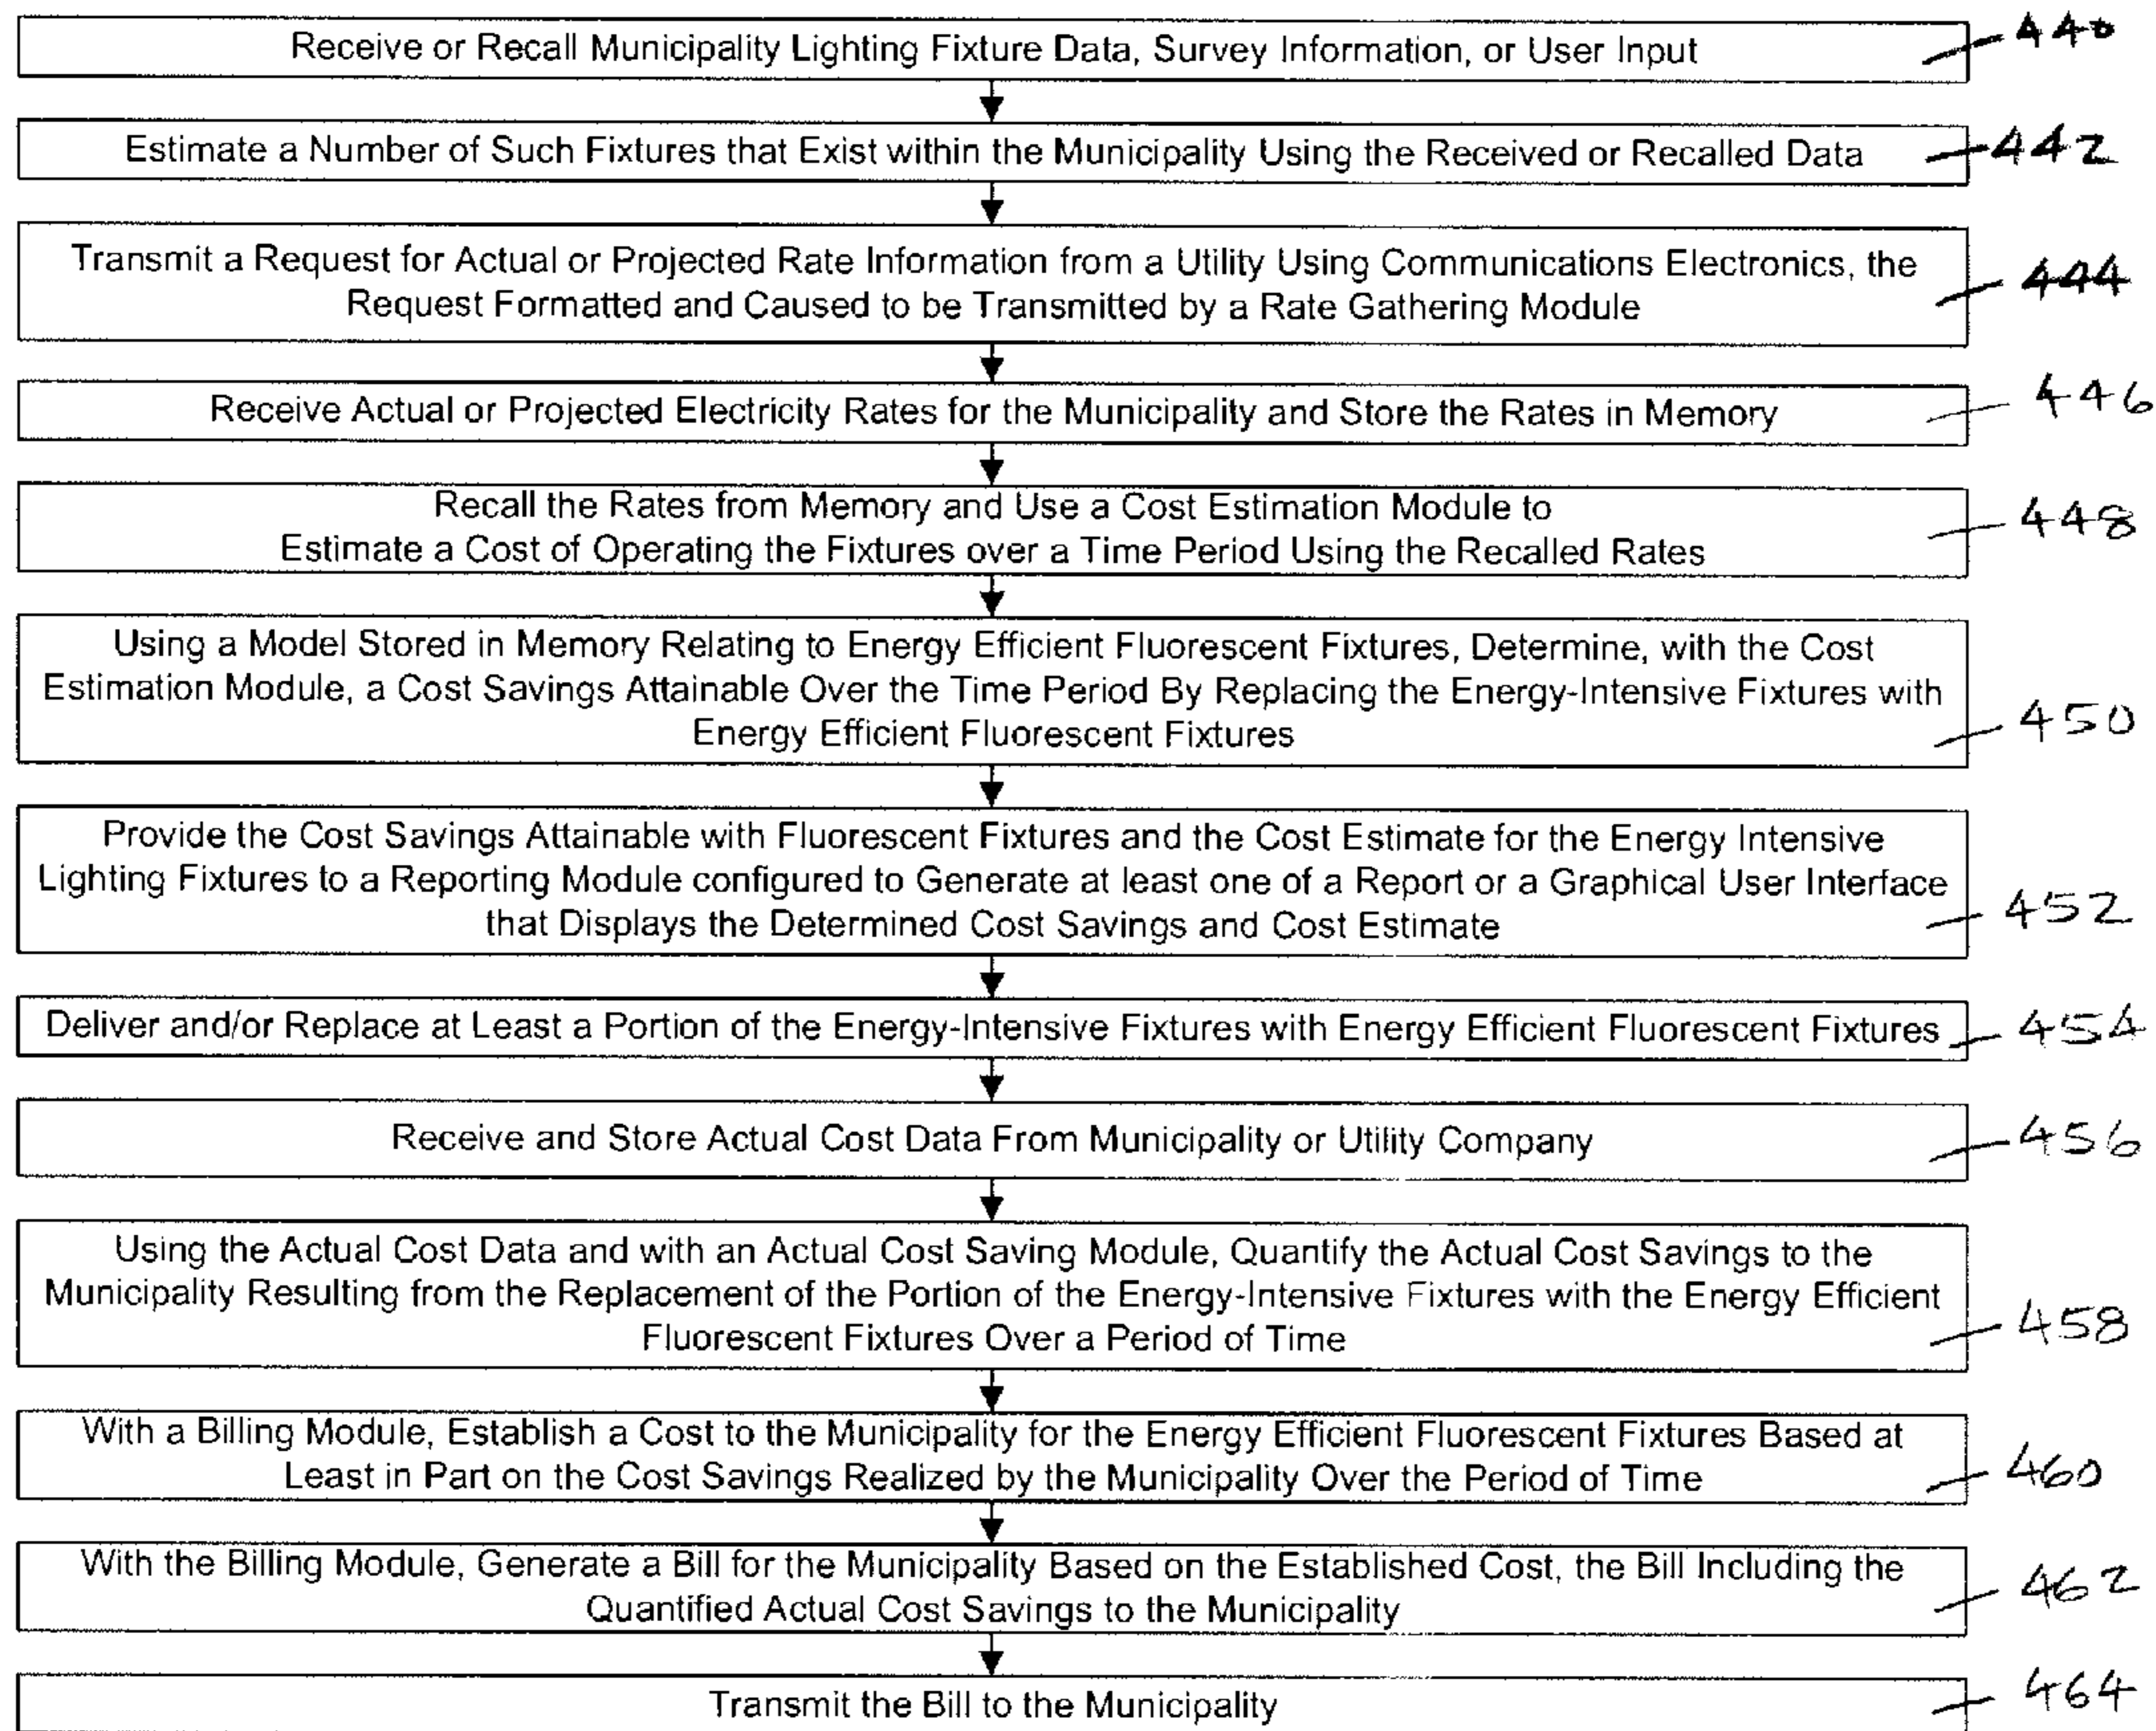 Receive or Recall Municipality Lighting Fixture Data, Survey Information, or User Input
440
Estimate a Number of Such Fixtures that Exist within the Municipality Using the Received or Recalled Data
442
Transmit a Request for Actual or Projected Rate Information from a Utility Using Communications Electronics, the
Request Formatted and Caused to be Transmitted by a Rate Gathering Module
444
Receive Actual or Projected Electricity Rates for the Municipality and Store the Rates in Memory
446
Recall the Rates from Memory and Use a Cost Estimation Module to
Estimate a Cost of Operating the Fixtures over a Time Period Using the Recalled Rates
448
Using a Model Stored in Memory Relating to Energy Efficient Fluorescent Fixtures, Determine, with the Cost
Estimation Module, a Cost Savings Attainable Over the Time Period By Replacing the Energy-Intensive Fixtures with
Energy Efficient Fluorescent Fixtures
450
Provide the Cost Savings Attainable with Fluorescent Fixtures and the Cost Estimate for the Energy Intensive
Lighting Fixtures to a Reporting Module configured to Generate at least one of a Report or a Graphical User Interface
that Displays the Determined Cost Savings and Cost Estimate
452
Deliver and/or Replace at Least a Portion of the Energy-Intensive Fixtures with Energy Efficient Fluorescent Fixtures
454
Receive and Store Actual Cost Data From Municipality or Utility Company
456
Using the Actual Cost Data and with an Actual Cost Saving Module, Quantify the Actual Cost Savings to the
Municipality Resulting from the Replacement of the Portion of the Energy-Intensive Fixtures with the Energy Efficient
Fluorescent Fixtures Over a Period of Time
458
With a Billing Module, Establish a Cost to the Municipality for the Energy Efficient Fluorescent Fixtures Based at
Least in Part on the Cost Savings Realized by the Municipality Over the Period of Time
460
With the Billing Module, Generate a Bill for the Municipality Based on the Established Cost, the Bill Including the
Quantified Actual Cost Savings to the Municipality
462
Transmit the Bill to the Municipality
464